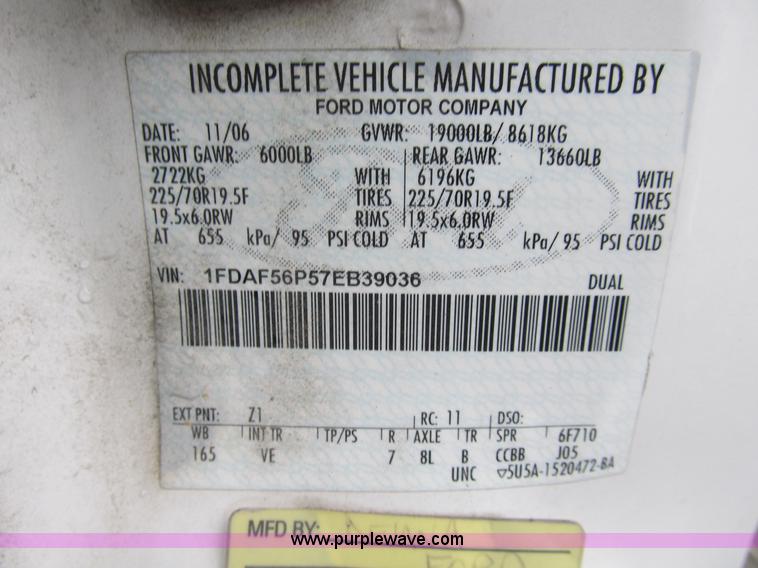 INCOMPLETE VEHICLE MANUFACTURED BY
FORD MOTOR COMPANY
DATE: 11/06 GVWR: 19000LB/ 8618KG
FRONT GAWR: 6000LB REAR GAWR: 13660LB
2722KG WITH 6196KG WITH
225/70R19.5F TIRES 225/70R19.5F TIRES
19.5x6.0RW RIMS 19.5x6.0RW RIMS
AT 655 kPa/ 95 PSI COLD AT 655 kPa/ 95 PSI COLD
VIN: 1FDAF56P57EB39036 DUAL
EXT PNT: Z1 RC: 11 DSO:
WB INT TR TP/PS R AXLE TR SPR 6F710
165 VE 7 8L B CCBB J05
UNC ▽5U5A-1520472-BA
MFD BY:
www.purplewave.com
FORD